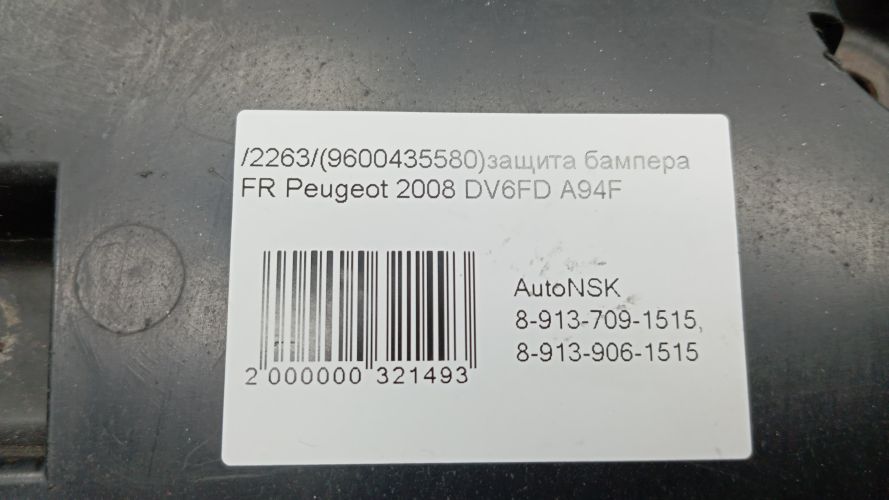 /2263/(9600435580)защита бампера
FR Peugeot 2008 DV6FD A94F
AutoNSK
8-913-709-1515,
8-913-906-1515
2 000000 321493